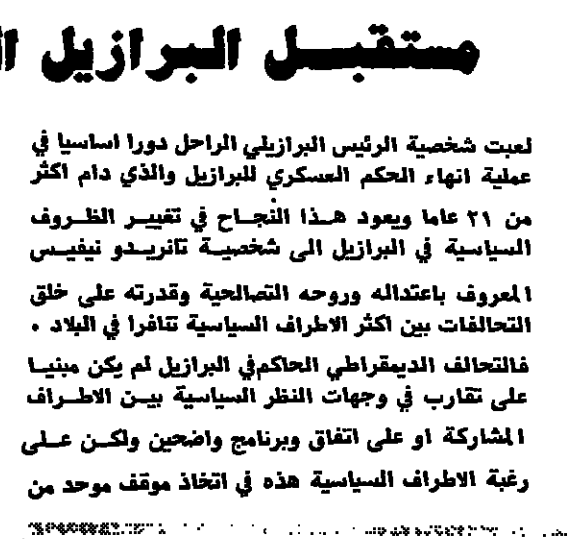 مستقبل البرازيل
لعبت شخصية الرئيس البرازيلي الراحل دورا اساسيا في
عملية انهاء الحكم العسكري للبرازيل والذي دام اكثر
من ٢١ عاما ويعود هذا النجاح في تغيير الظروف
السياسية في البرازيل الى شخصية تانريدو نيفيس
المعروف باعتداله وروحه التصالحية وقدرته على خلق
التحالفات بين اكثر الاطراف السياسية تنافرا في البلاد .
فالتحالف الديمقراطي الحاكم في البرازيل لم يكن مبنيا
على تقارب في وجهات النظر السياسية بين الاطراف
المشاركة او على اتفاق وبرنامج واضحين ولكن على
رغبة الاطراف السياسية هذه في اتخاذ موقف موحد من